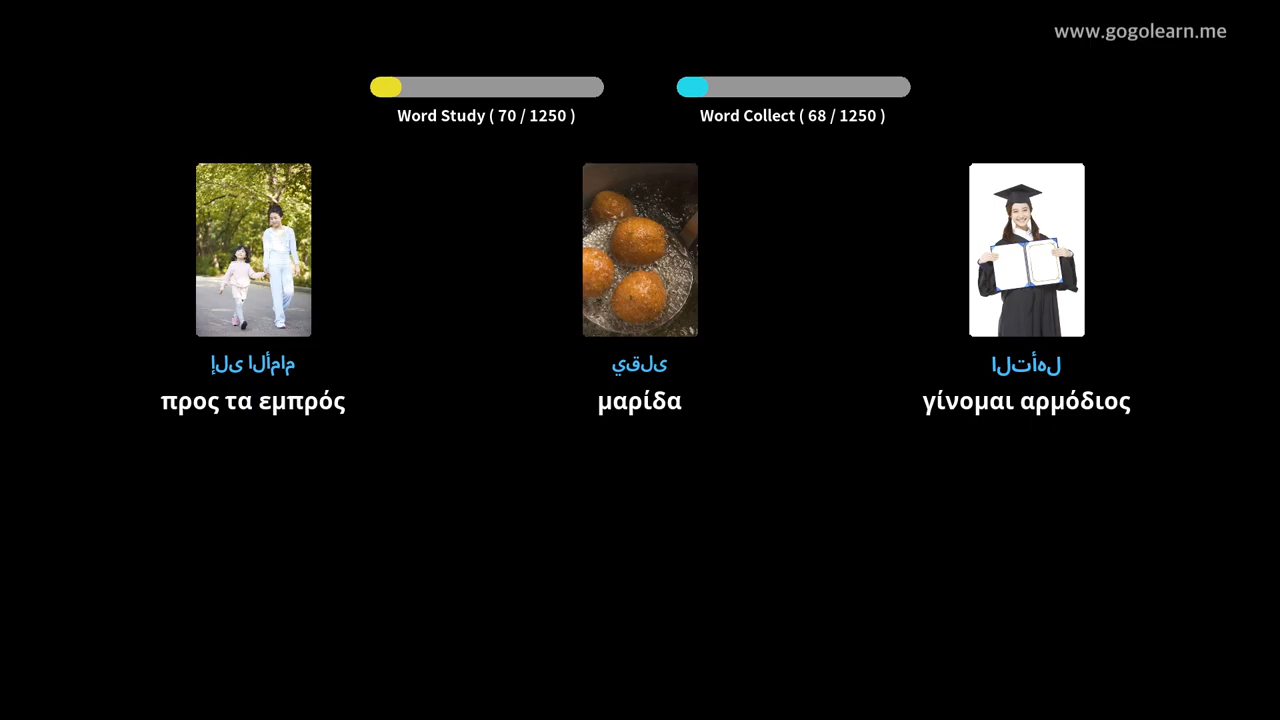 www.gogolearn.me
Word Study ( 70 / 1250 ) Word Collect ( 68 / 1250 )
إلى الأمام يقلى التأهل
προς τα εμπρός μαρίδα γίνομαι αρμόδιος